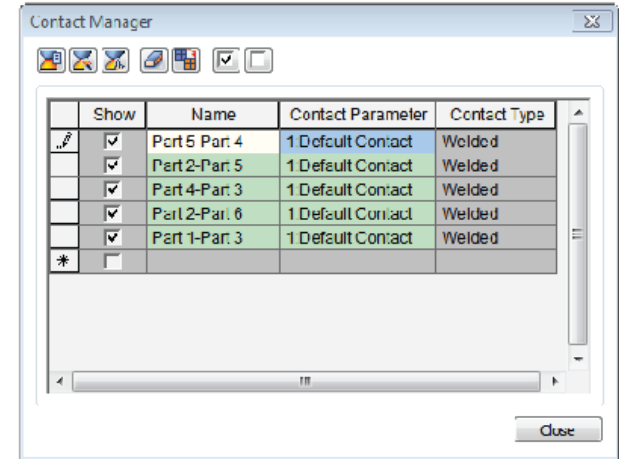 Contact Manager
Show Name Contact Parameter Contact Type
Part 5-Part 4 1:Default Contact Welded
Part 2-Part 5 1:Default Contact Welded
Part 4-Part 3 1:Default Contact Welded
Part 2-Part 6 1:Default Contact Welded
Part 1-Part 3 1:Default Contact Welded
*
Close